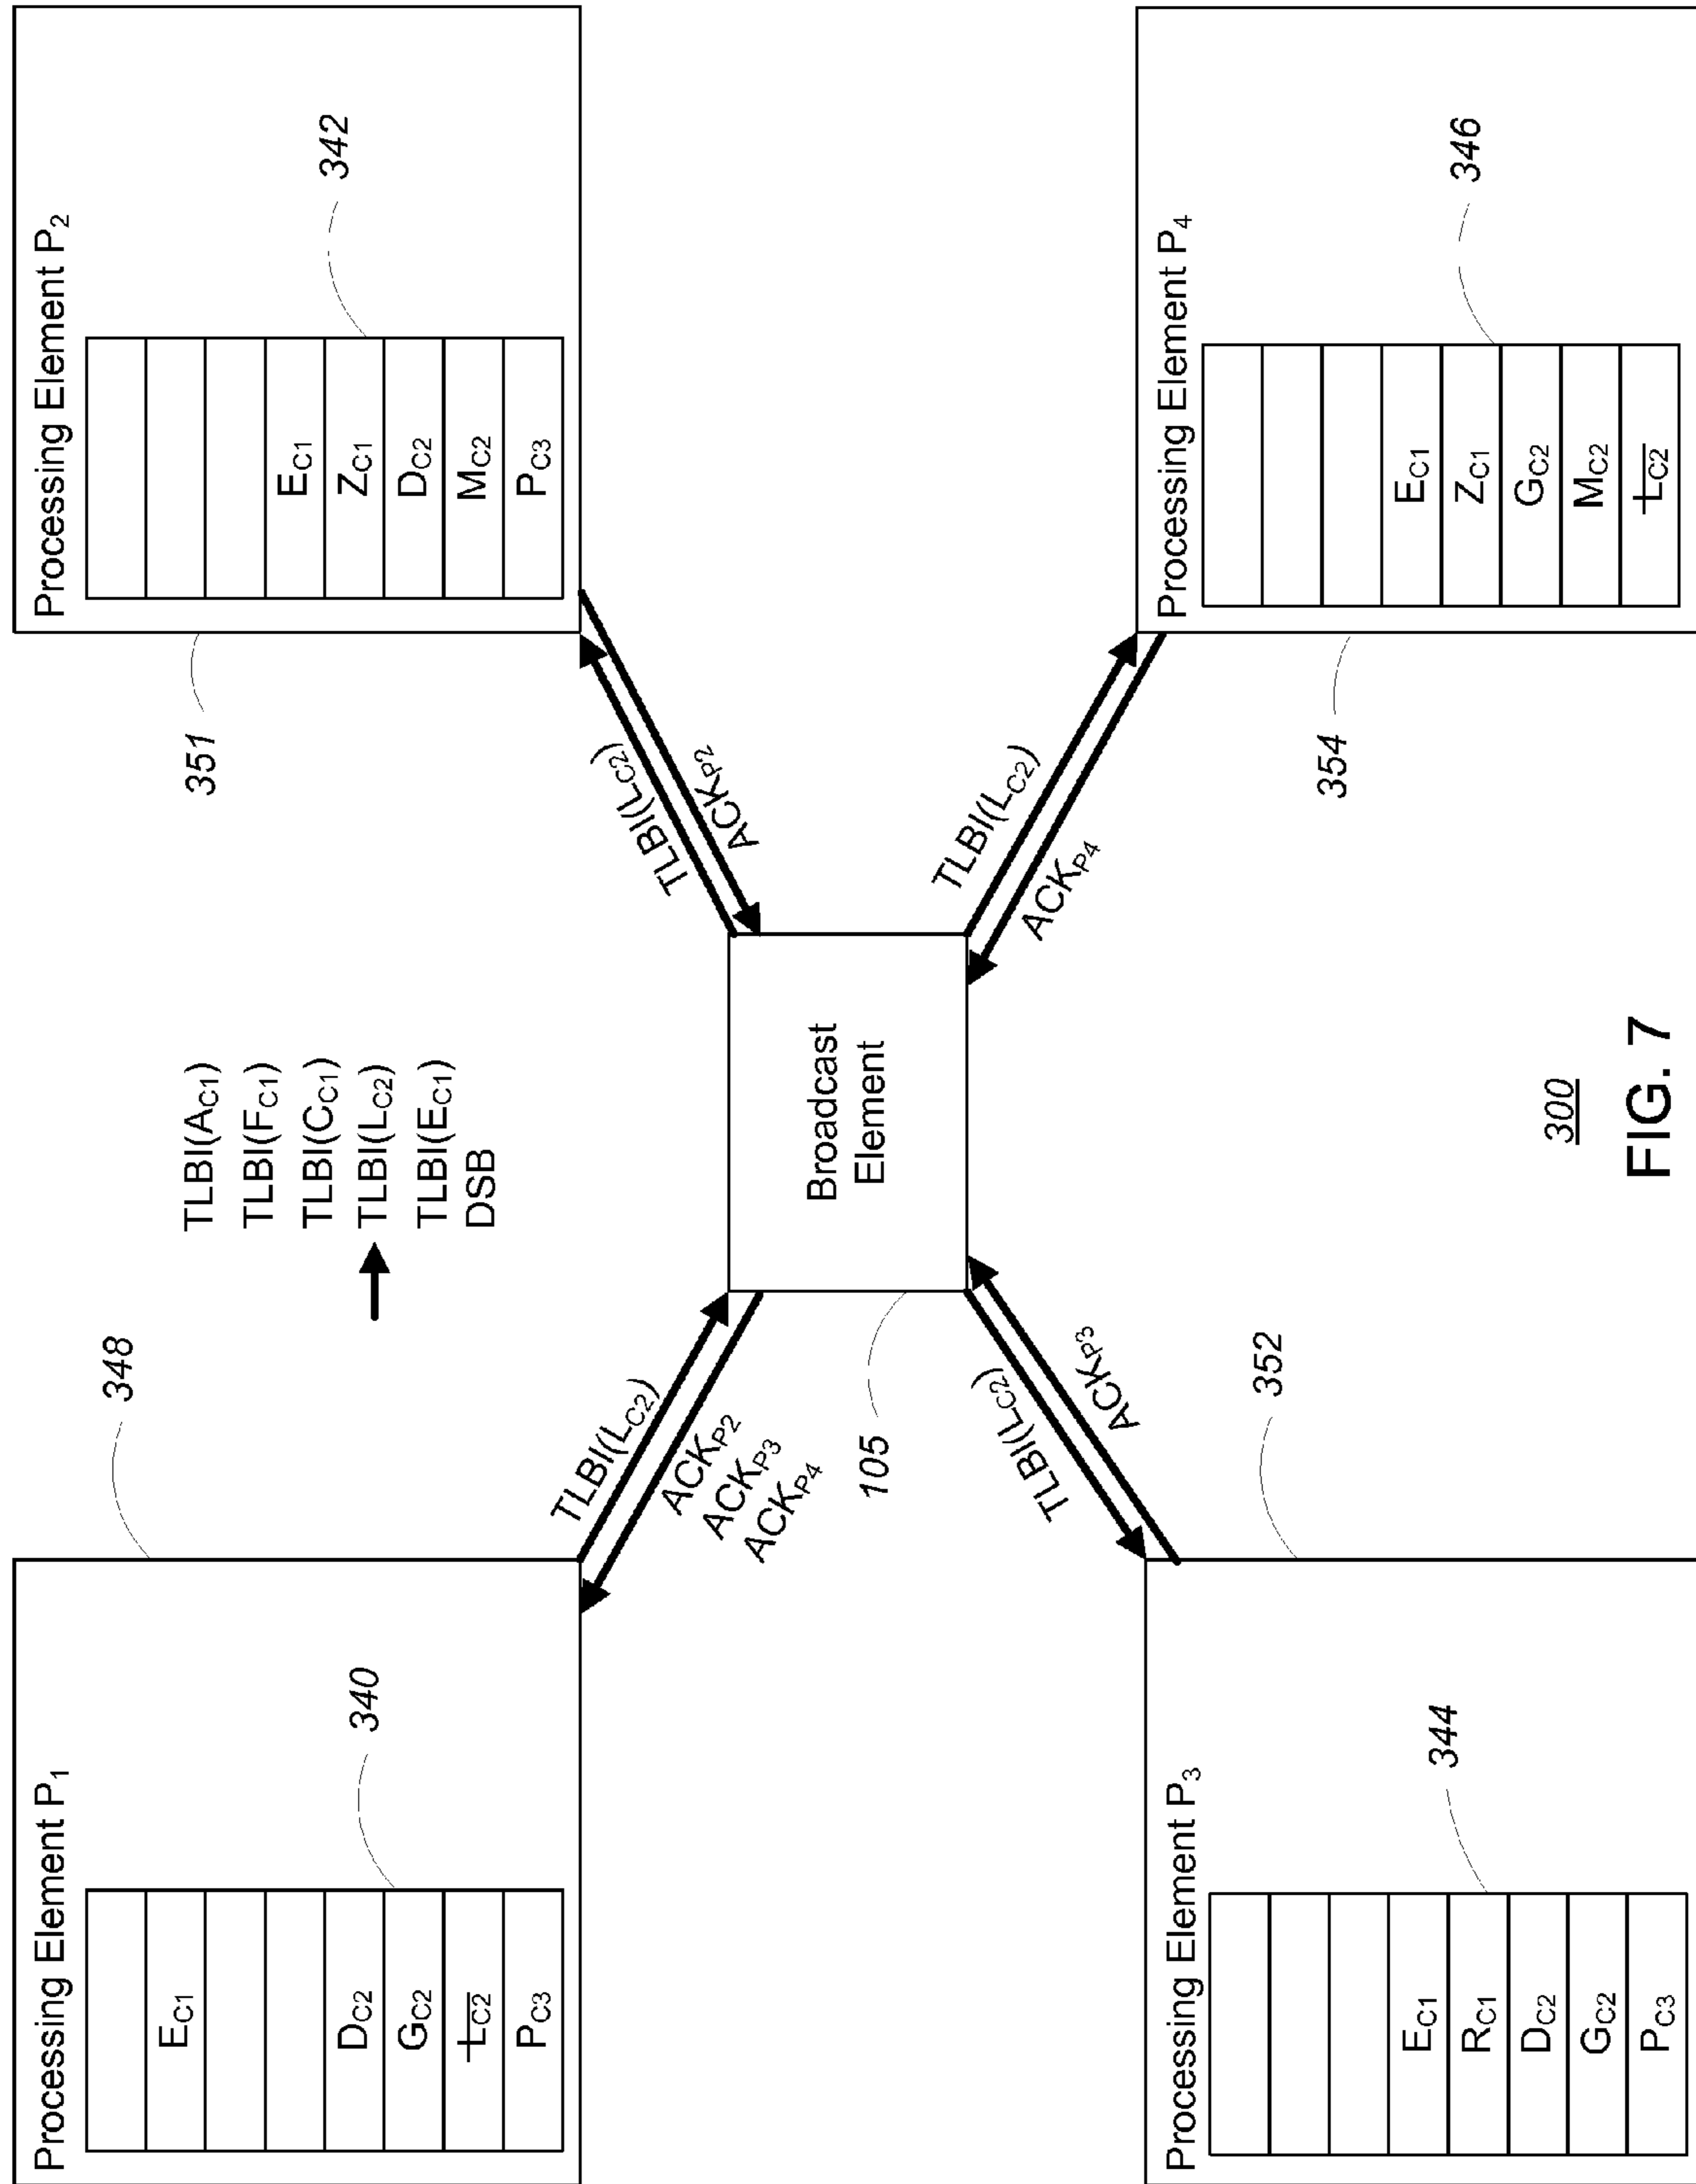 Processing Element P1
EC1
DC2
GC2
LC2
PC3
340
348
TLBI(AC1)
TLBI(FC1)
TLBI(CC1)
TLBI(LC2)
TLBI(EC1)
DSB
Processing Element P2
EC1
ZC1
DC2
MC2
PC3
342
351
TLBI(LC2)
ACKP2
ACKP3
ACKP4
TLBI(LC2)
ACKP2
Broadcast
Element
105
TLBI(LC2)
ACKP3
TLBI(LC2)
ACKP4
Processing Element P3
EC1
RC1
DC2
GC2
PC3
344
352
Processing Element P4
EC1
ZC1
GC2
MC2
LC2
346
354
300
FIG. 7